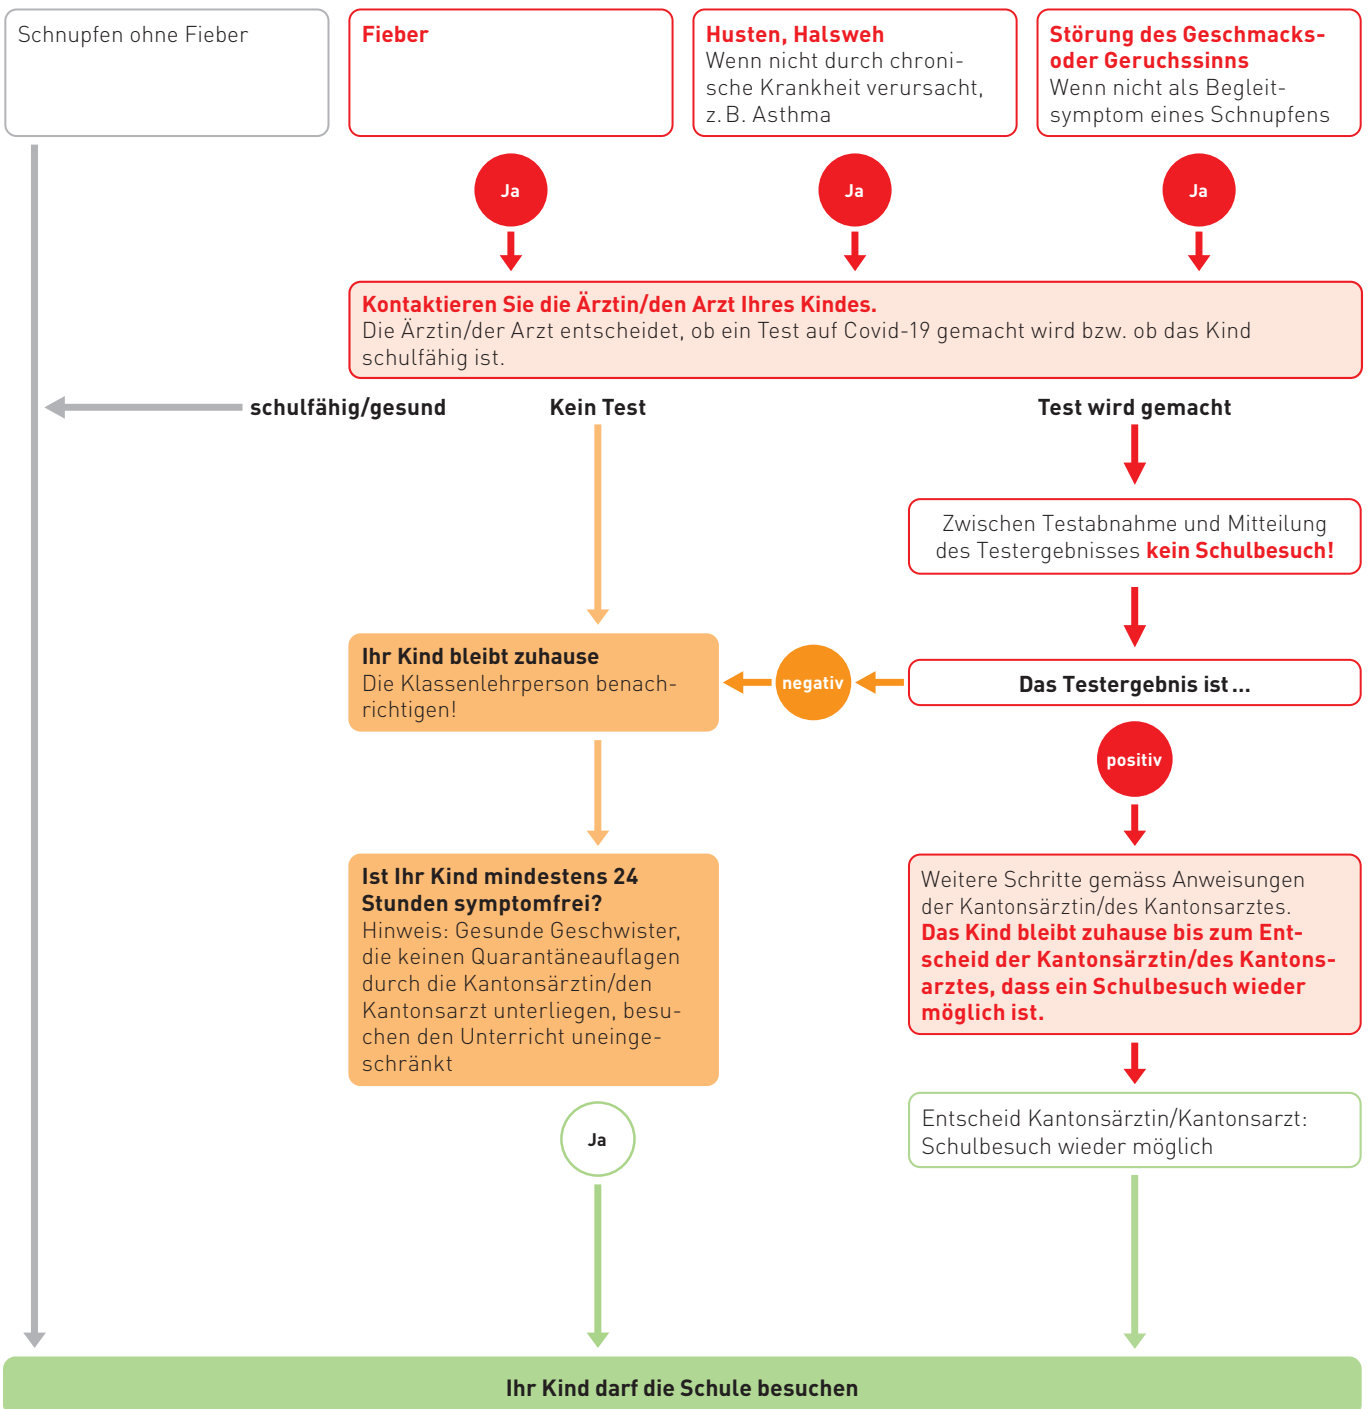 Schnupfen ohne Fieber
Fieber
Husten, Halsweh
Wenn nicht durch chroni-
sche Krankheit verursacht,
z. B. Asthma
Störung des Geschmacks-
oder Geruchssinns
Wenn nicht als Begleit-
symptom eines Schnupfens
Ja
Ja
Ja
Kontaktieren Sie die Ärztin/den Arzt Ihres Kindes.
Die Ärztin/der Arzt entscheidet, ob ein Test auf Covid-19 gemacht wird bzw. ob das Kind
schulfähig ist.
schulfähig/gesund
Kein Test
Test wird gemacht
Zwischen Testabnahme und Mitteilung
des Testergebnisses kein Schulbesuch!
Ihr Kind bleibt zuhause
Die Klassenlehrperson benach-
richtigen!
negativ
Das Testergebnis ist ...
positiv
Ist Ihr Kind mindestens 24
Stunden symptomfrei?
Hinweis: Gesunde Geschwister,
die keinen Quarantäneauflagen
durch die Kantonsärztin/den
Kantonsarzt unterliegen, besu-
chen den Unterricht uneinge-
schränkt
Weitere Schritte gemäss Anweisungen
der Kantonsärztin/des Kantonsarztes.
Das Kind bleibt zuhause bis zum Ent-
scheid der Kantonsärztin/des Kantons-
arztes, dass ein Schulbesuch wieder
möglich ist.
Ja
Entscheid Kantonsärztin/Kantonsarzt:
Schulbesuch wieder möglich
Ihr Kind darf die Schule besuchen